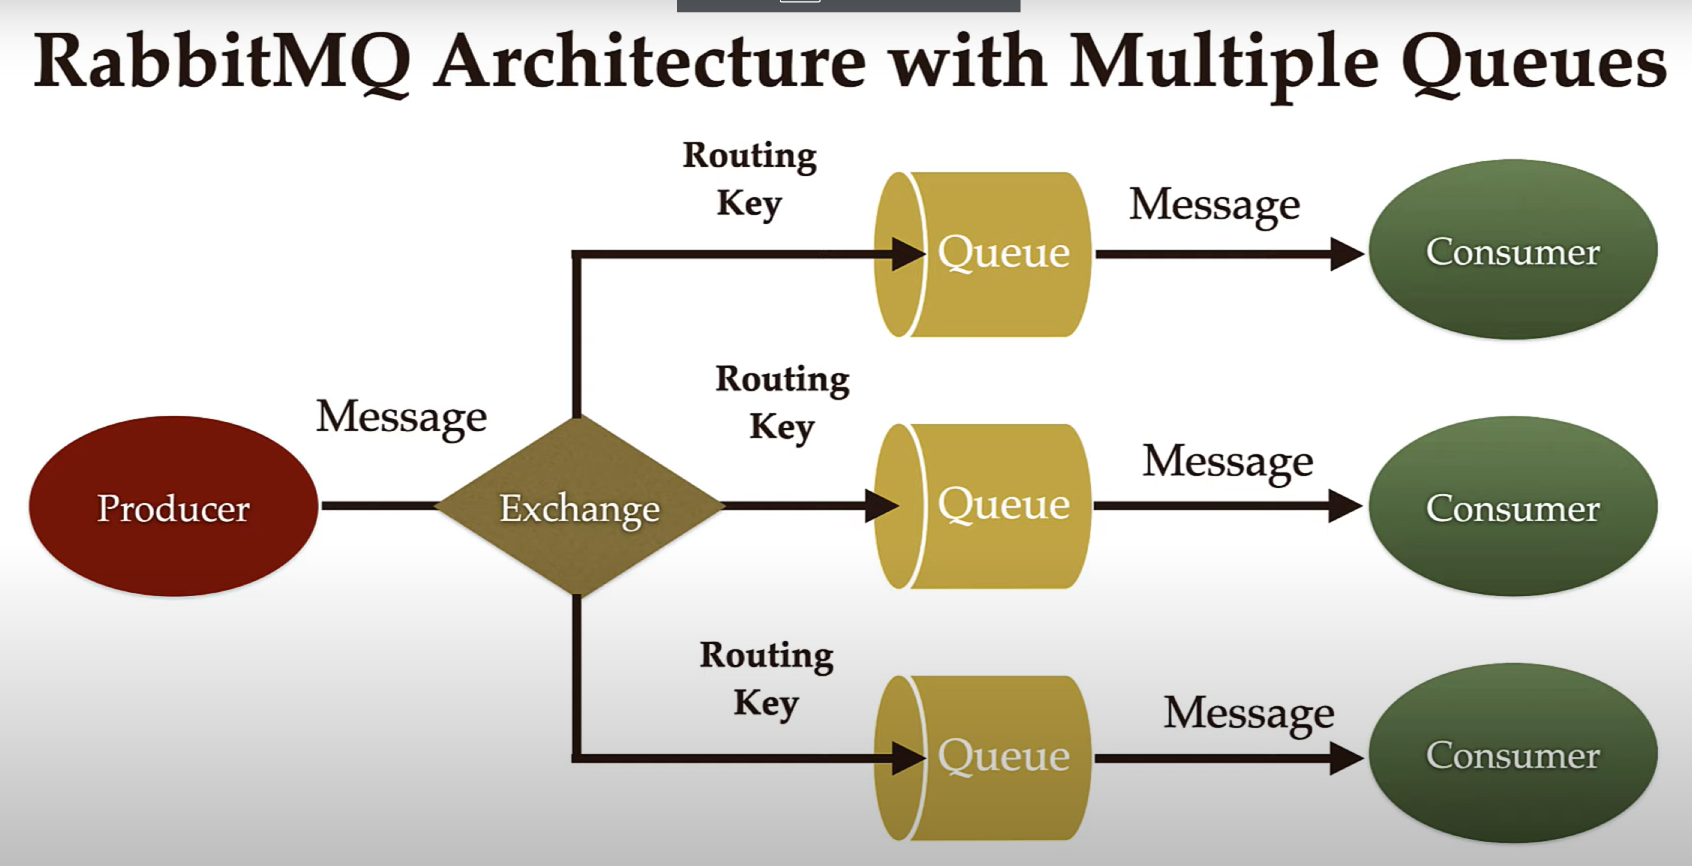 RabbitMQ Architecture with Multiple Queues
Routing
Key
Queue
Message
Consumer
Producer
Message
Exchange
Routing
Key
Queue
Message
Consumer
Routing
Key
Queue
Message
Consumer